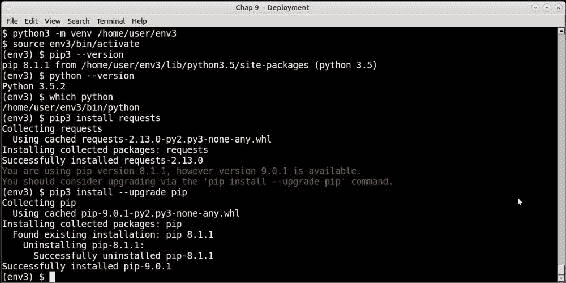 Chap 9 - Deployment
File Edit View Search Terminal Help
$ python3 -m venv /home/user/env3
$ source env3/bin/activate
(env3) $ pip3 --version
pip 8.1.1 from /home/user/env3/lib/python3.5/site-packages (python 3.5)
(env3) $ python --version
Python 3.5.2
(env3) $ which python
/home/user/env3/bin/python
(env3) $ pip3 install requests
Collecting requests
  Using cached requests-2.13.0-py2.py3-none-any.whl
Installing collected packages: requests
Successfully installed requests-2.13.0
You are using pip version 8.1.1, however version 9.0.1 is available.
You should consider upgrading via the 'pip install --upgrade pip' command.
(env3) $ pip3 install --upgrade pip
Collecting pip
  Using cached pip-9.0.1-py2.py3-none-any.whl
Installing collected packages: pip
  Found existing installation: pip 8.1.1
    Uninstalling pip-8.1.1:
      Successfully uninstalled pip-8.1.1
Successfully installed pip-9.0.1
(env3) $